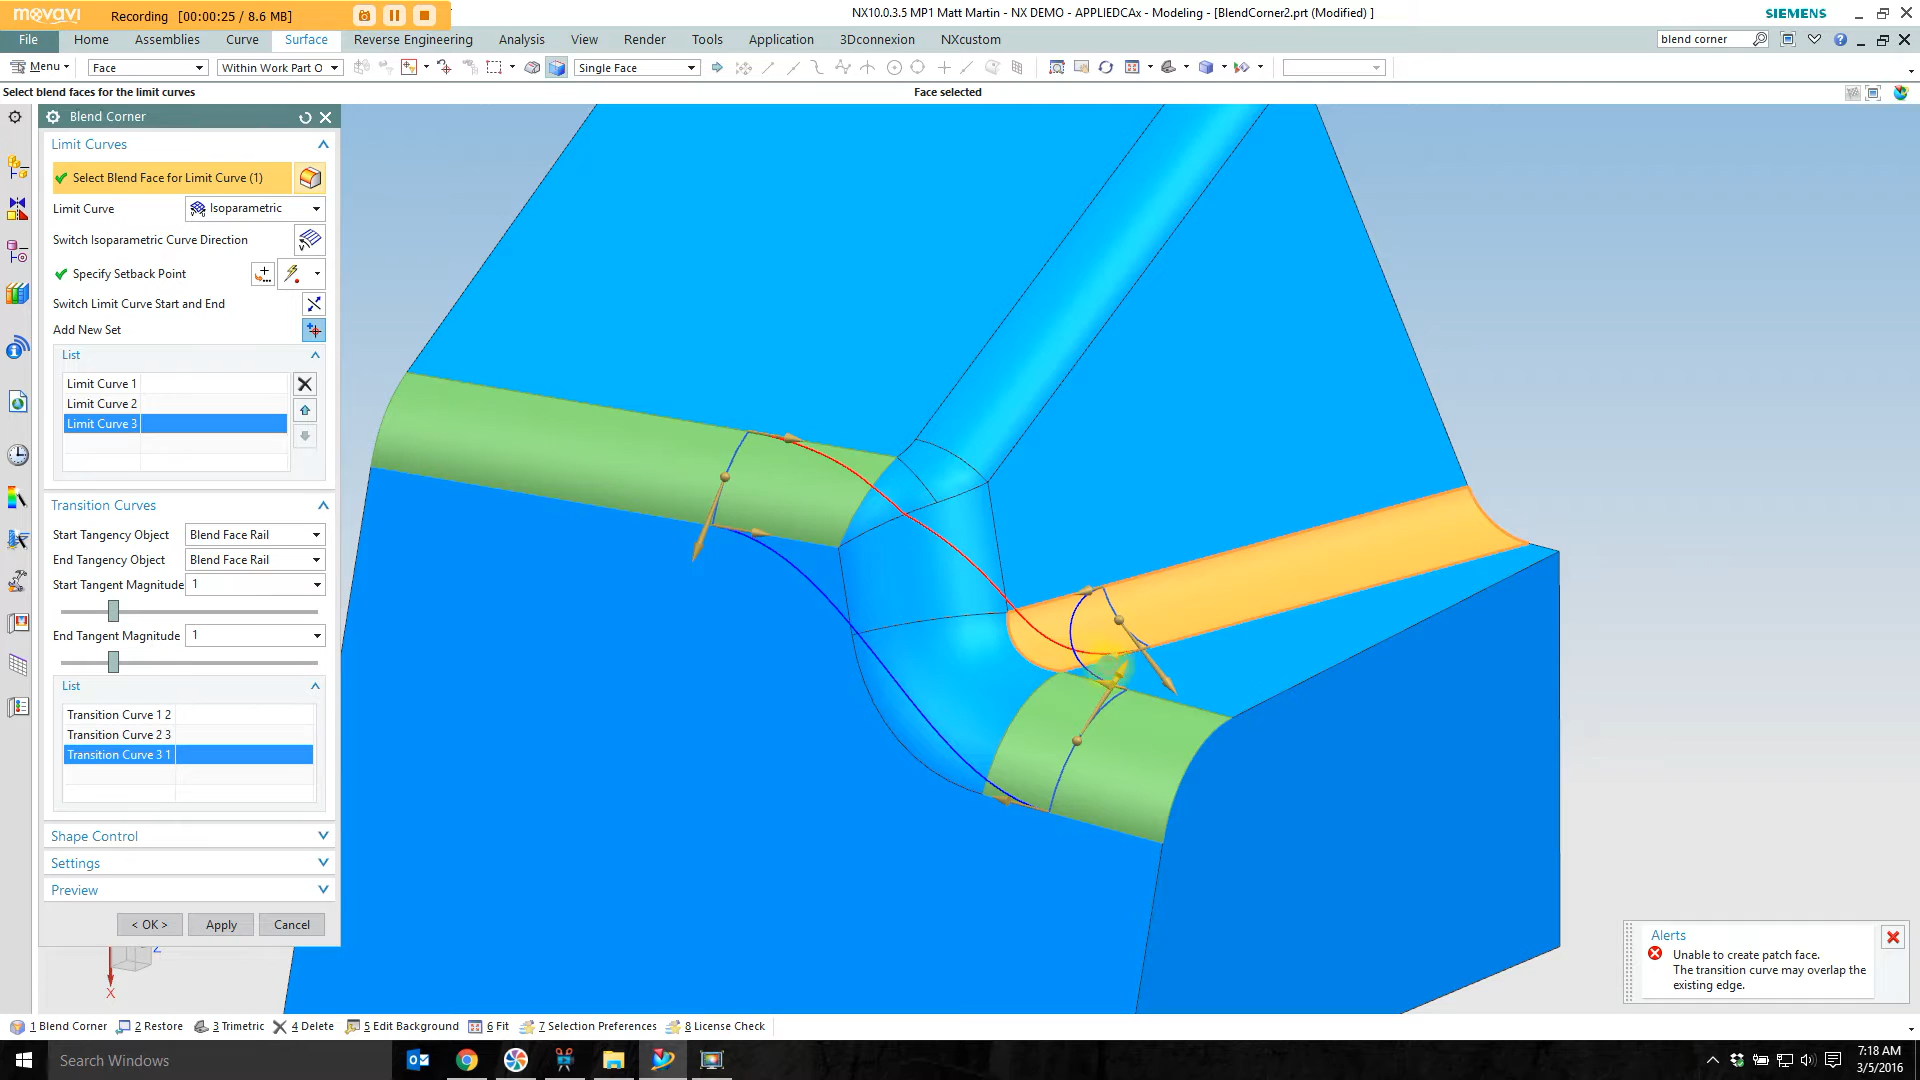 movavi
Recording [00:00:25 / 8.6 MB]
NX10.0.3.5 MP1 Matt Martin - NX DEMO - APPLIEDCAx - Modeling - [BlendCorner2.prt (Modified) ]
SIEMENS
File Home Assemblies Curve Surface Reverse Engineering Analysis View Render Tools Application 3Dconnexion NXcustom
blend corner
Menu
Face
Within Work Part O
Single Face
Select blend faces for the limit curves
Face selected
Blend Corner
Limit Curves
Select Blend Face for Limit Curve (1)
Limit Curve Isoparametric
Switch Isoparametric Curve Direction
Specify Setback Point
Switch Limit Curve Start and End
Add New Set
List
Limit Curve 1
Limit Curve 2
Limit Curve 3
Transition Curves
Start Tangency Object Blend Face Rail
End Tangency Object Blend Face Rail
Start Tangent Magnitude 1
End Tangent Magnitude 1
List
Transition Curve 1 2
Transition Curve 2 3
Transition Curve 3 1
Shape Control
Settings
Preview
< OK > Apply Cancel
Z
X
Alerts
Unable to create patch face.
The transition curve may overlap the
existing edge.
1 Blend Corner 2 Restore 3 Trimetric 4 Delete 5 Edit Background 6 Fit 7 Selection Preferences 8 License Check
Search Windows
7:18 AM
3/5/2016